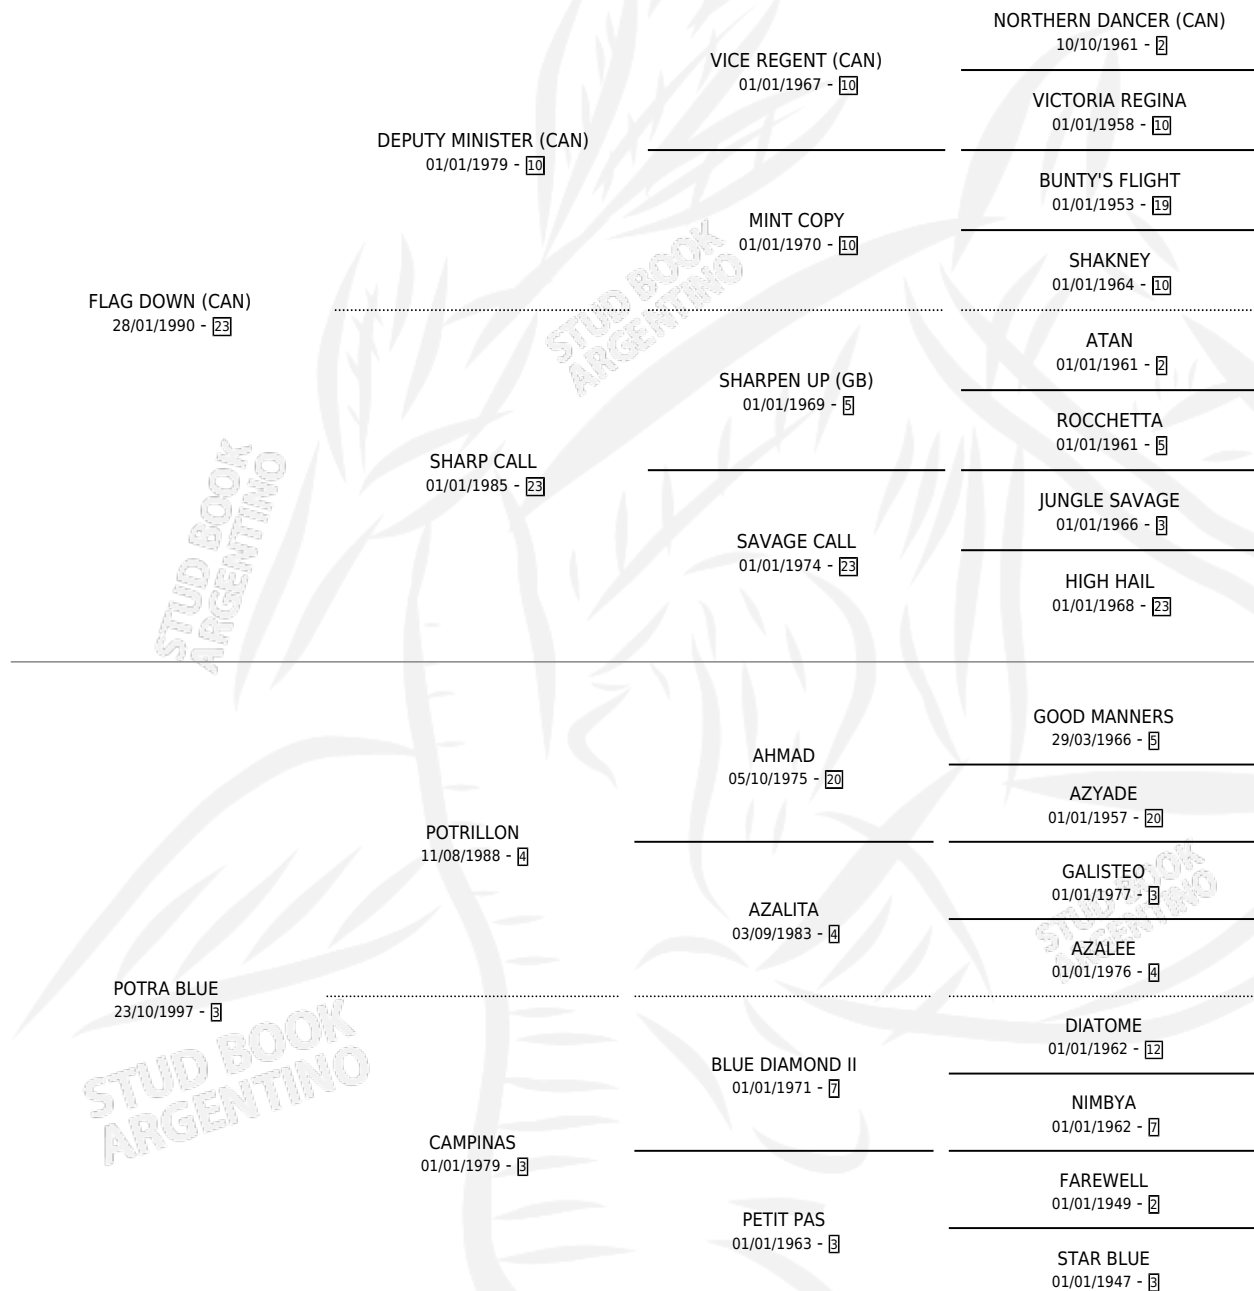 NORTHERN DANCER (CAN)
10/10/1961 - 2
VICE REGENT (CAN)
01/01/1967 - 10
VICTORIA REGINA
01/01/1958 - 10
DEPUTY MINISTER (CAN)
01/01/1979 - 10
BUNTY'S FLIGHT
01/01/1953 - 19
MINT COPY
01/01/1970 - 10
SHAKNEY
01/01/1964 - 10
FLAG DOWN (CAN)
28/01/1990 - 23
ATAN
01/01/1961 - 2
SHARPEN UP (GB)
01/01/1969 - 5
ROCCHETTA
01/01/1961 - 5
SHARP CALL
01/01/1985 - 23
JUNGLE SAVAGE
01/01/1966 - 3
SAVAGE CALL
01/01/1974 - 23
HIGH HAIL
01/01/1968 - 23
STUD BOOK
ARGENTINO
STUD BOOK
ARGENTINO
GOOD MANNERS
29/03/1966 - 5
AHMAD
05/10/1975 - 20
AZYADE
01/01/1957 - 20
POTRILLON
11/08/1988 - 4
GALISTEO
01/01/1977 - 3
AZALITA
03/09/1983 - 4
AZALEE
01/01/1976 - 4
POTRA BLUE
23/10/1997 - 3
DIATOME
01/01/1962 - 12
BLUE DIAMOND II
01/01/1971 - 7
NIMBYA
01/01/1962 - 7
CAMPINAS
01/01/1979 - 3
FAREWELL
01/01/1949 - 2
PETIT PAS
01/01/1963 - 3
STAR BLUE
01/01/1947 - 3
STUD BOOK
ARGENTINO
STUD BOOK
ARGENTINO